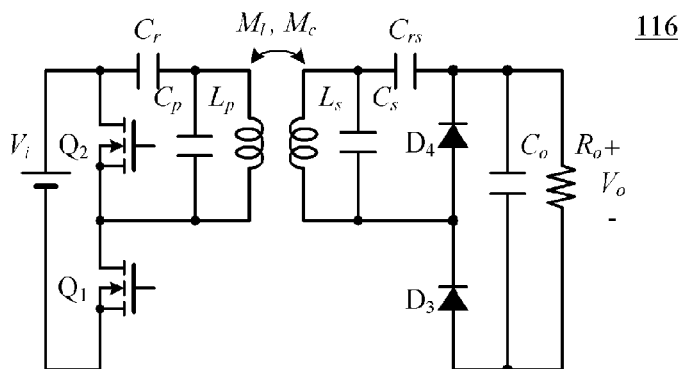 M_l, M_c
116
C_r
C_rs
C_p
L_p
L_s
C_s
V_i
Q_2
D_4
C_o
R_o
+
V_o
-
Q_1
D_3